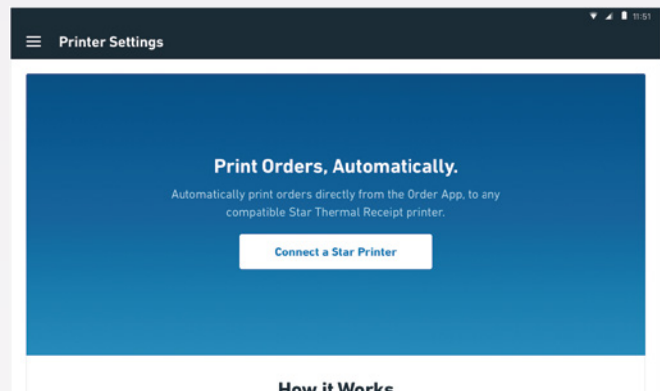 11:51
Printer Settings
Print Orders, Automatically.
Automatically print orders directly from the Order App, to any
compatible Star Thermal Receipt printer.
Connect a Star Printer
How it Works